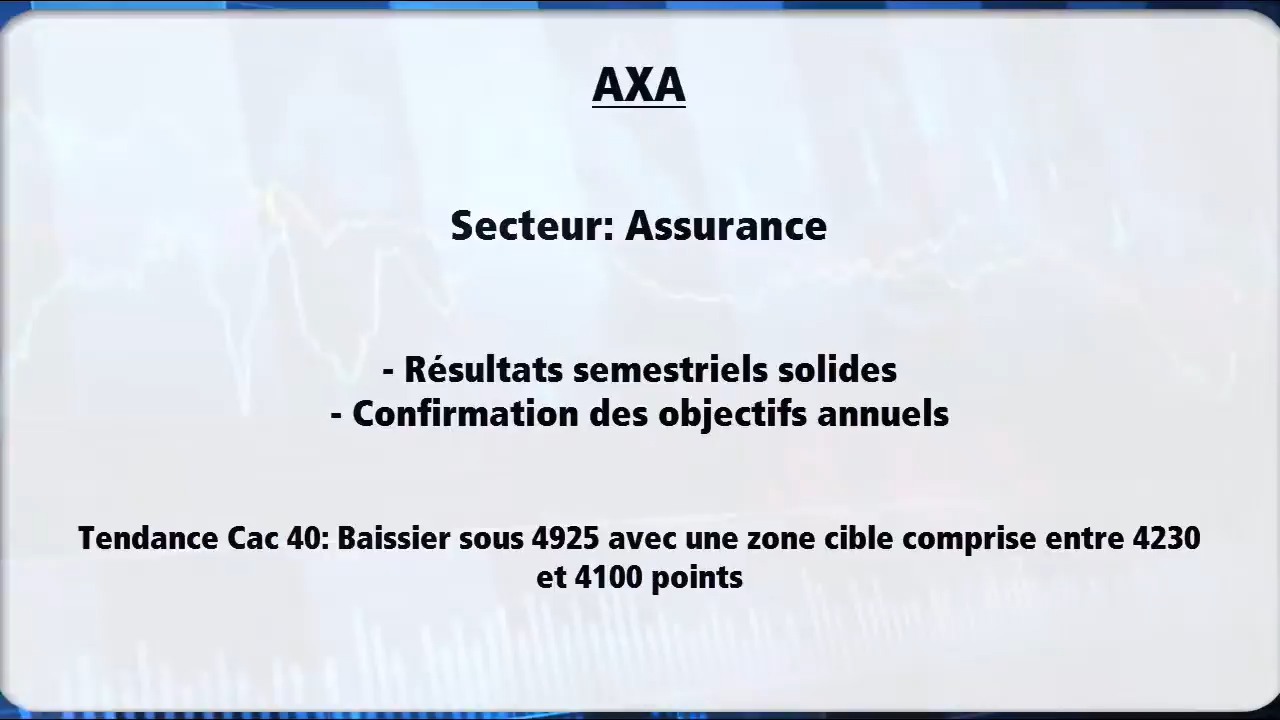 AXA
Secteur: Assurance
- Résultats semestriels solides
- Confirmation des objectifs annuels
Tendance Cac 40: Baissier sous 4925 avec une zone cible comprise entre 4230
et 4100 points